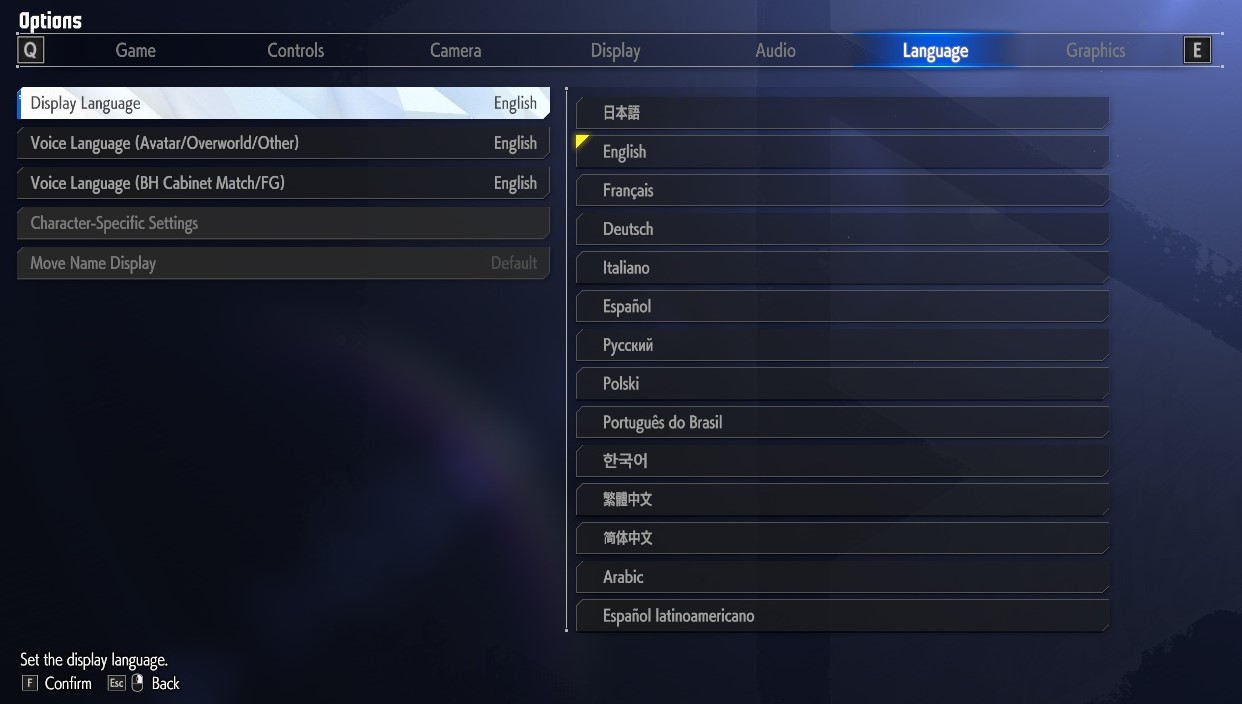 Options
Q Game Controls Camera Display Audio Language Graphics E
Display Language English
Voice Language (Avatar/Overworld/Other) English
Voice Language (BH Cabinet Match/FG) English
Character-Specific Settings
Move Name Display Default
日本語
English
Français
Deutsch
Italiano
Español
Русский
Polski
Português do Brasil
한국어
繁體中文
简体中文
Arabic
Español latinoamericano
Set the display language.
F Confirm Esc Back